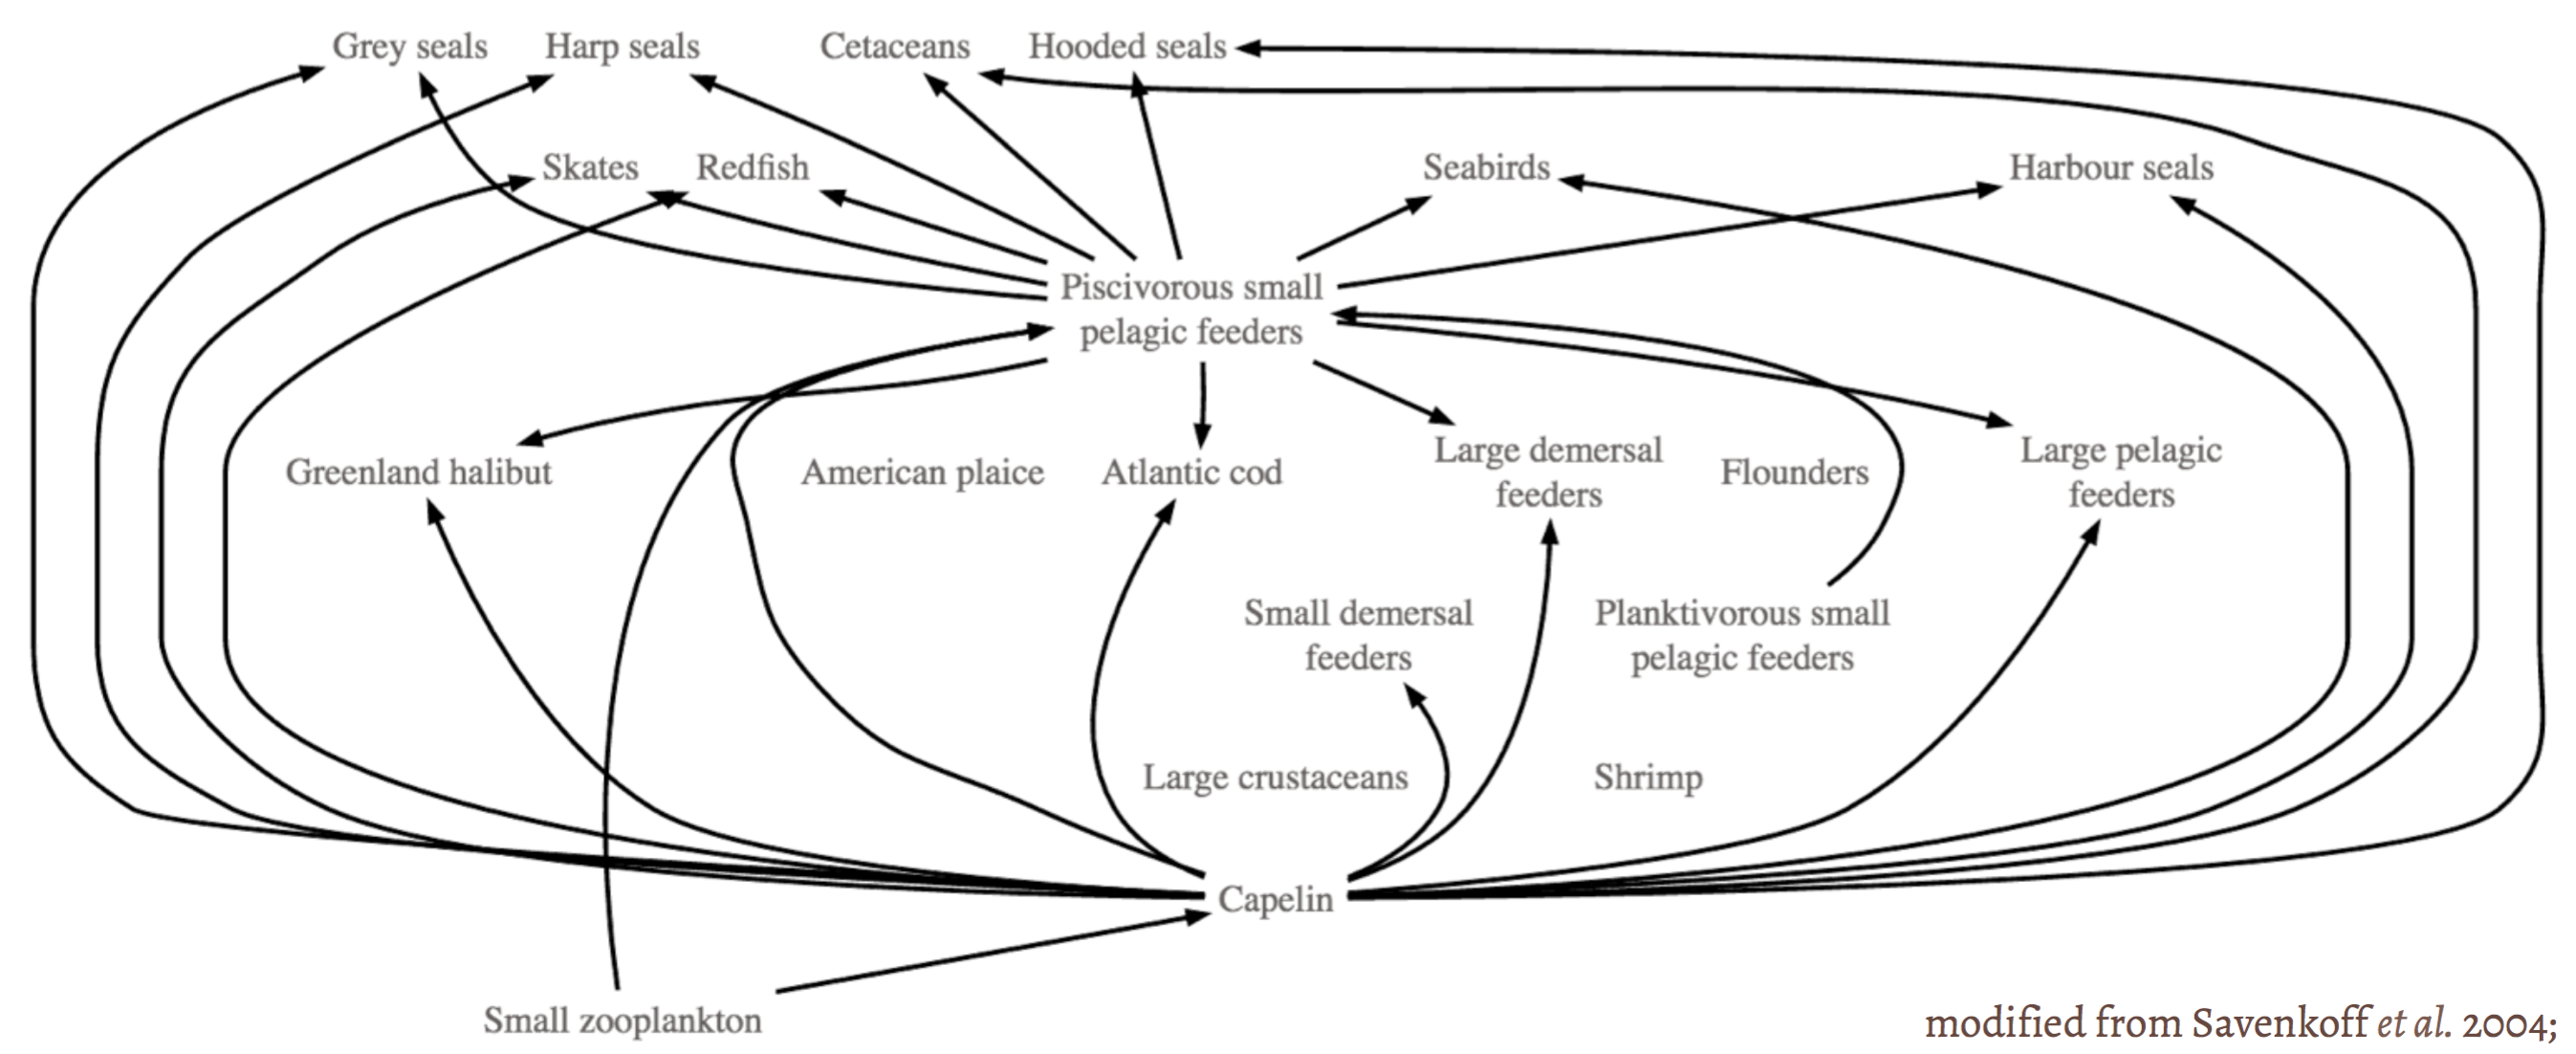 Grey seals
Harp seals
Cetaceans
Hooded seals
Skates
Redfish
Seabirds
Harbour seals
Piscivorous small
pelagic feeders
Greenland halibut
American plaice
Atlantic cod
Large demersal
feeders
Flounders
Large pelagic
feeders
Small demersal
feeders
Planktivorous small
pelagic feeders
Large crustaceans
Shrimp
Capelin
Small zooplankton
modified from Savenkoff et al. 2004;